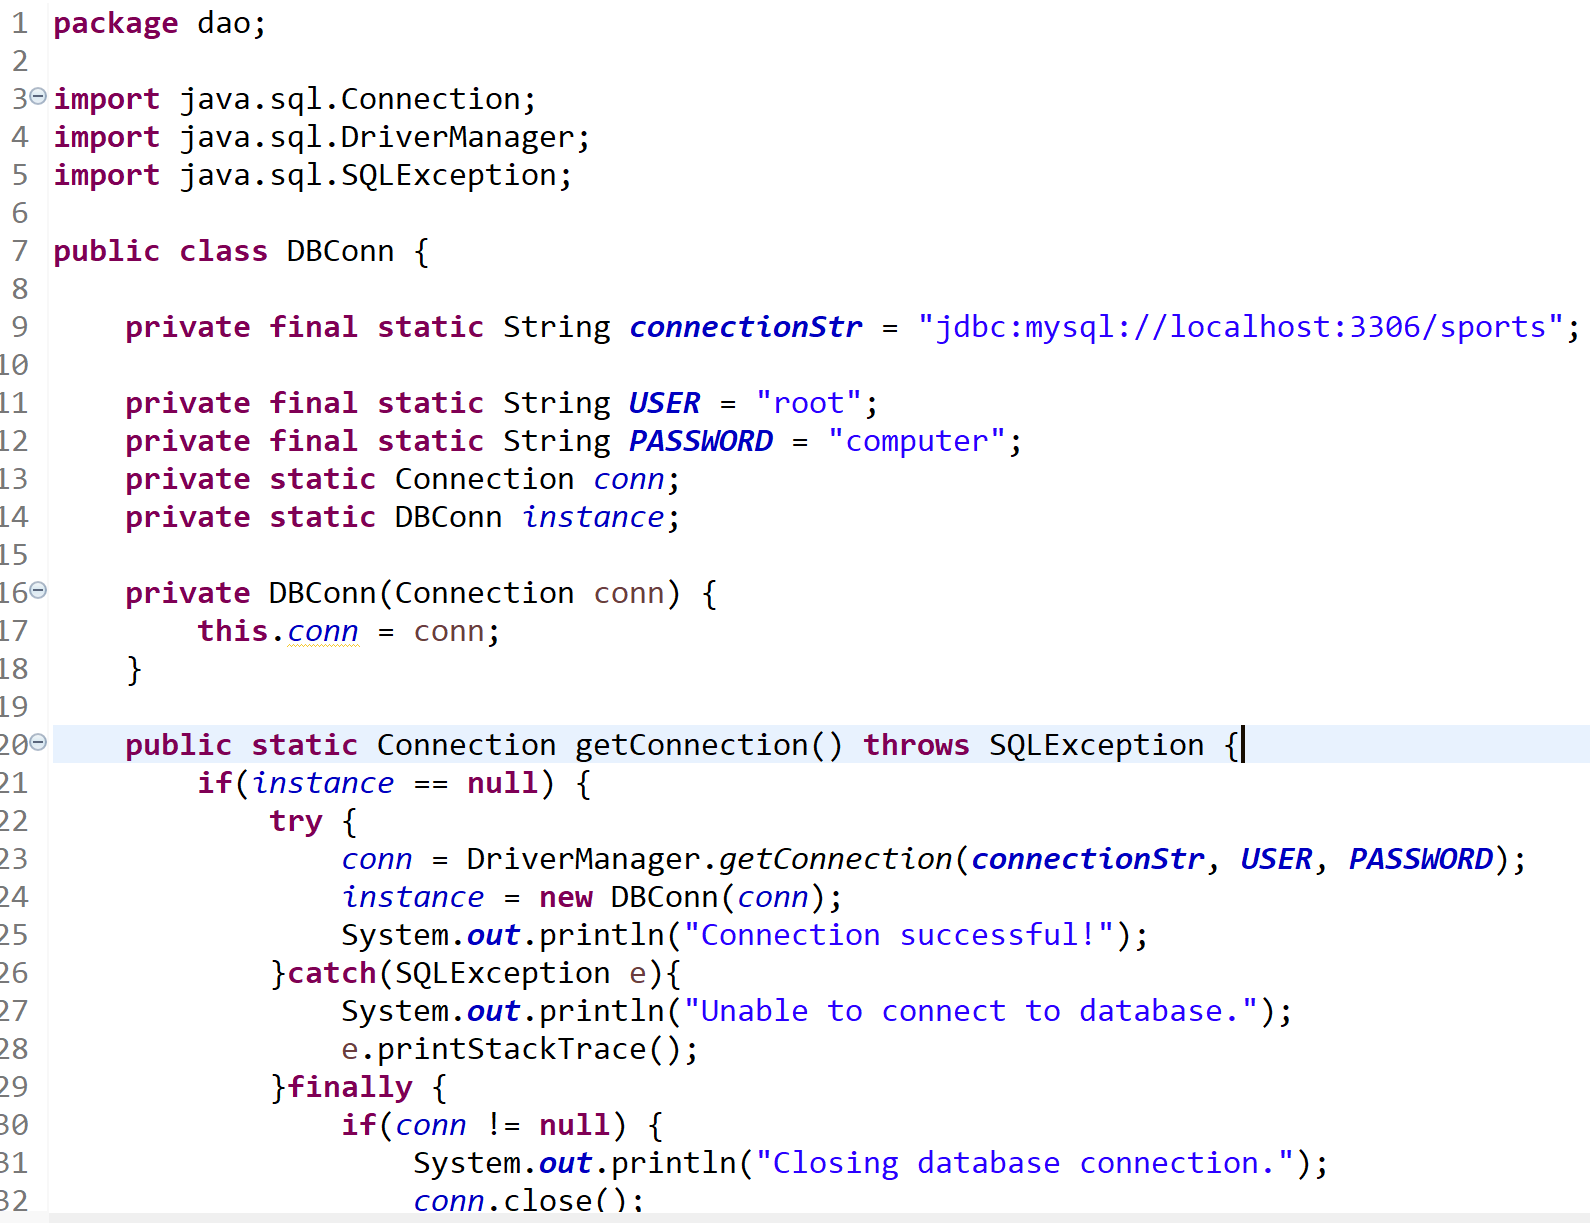 1 package dao;
2
3 import java.sql.Connection;
4 import java.sql.DriverManager;
5 import java.sql.SQLException;
6
7 public class DBConn {
8
9     private final static String connectionStr = "jdbc:mysql://localhost:3306/sports";
10
11     private final static String USER = "root";
12     private final static String PASSWORD = "computer";
13     private static Connection conn;
14     private static DBConn instance;
15
16     private DBConn(Connection conn) {
17         this.conn = conn;
18     }
19
20     public static Connection getConnection() throws SQLException {
21         if(instance == null) {
22             try {
23                 conn = DriverManager.getConnection(connectionStr, USER, PASSWORD);
24                 instance = new DBConn(conn);
25                 System.out.println("Connection successful!");
26             }catch(SQLException e){
27                 System.out.println("Unable to connect to database.");
28                 e.printStackTrace();
29             }finally {
30                 if(conn != null) {
31                     System.out.println("Closing database connection.");
32                     conn.close();